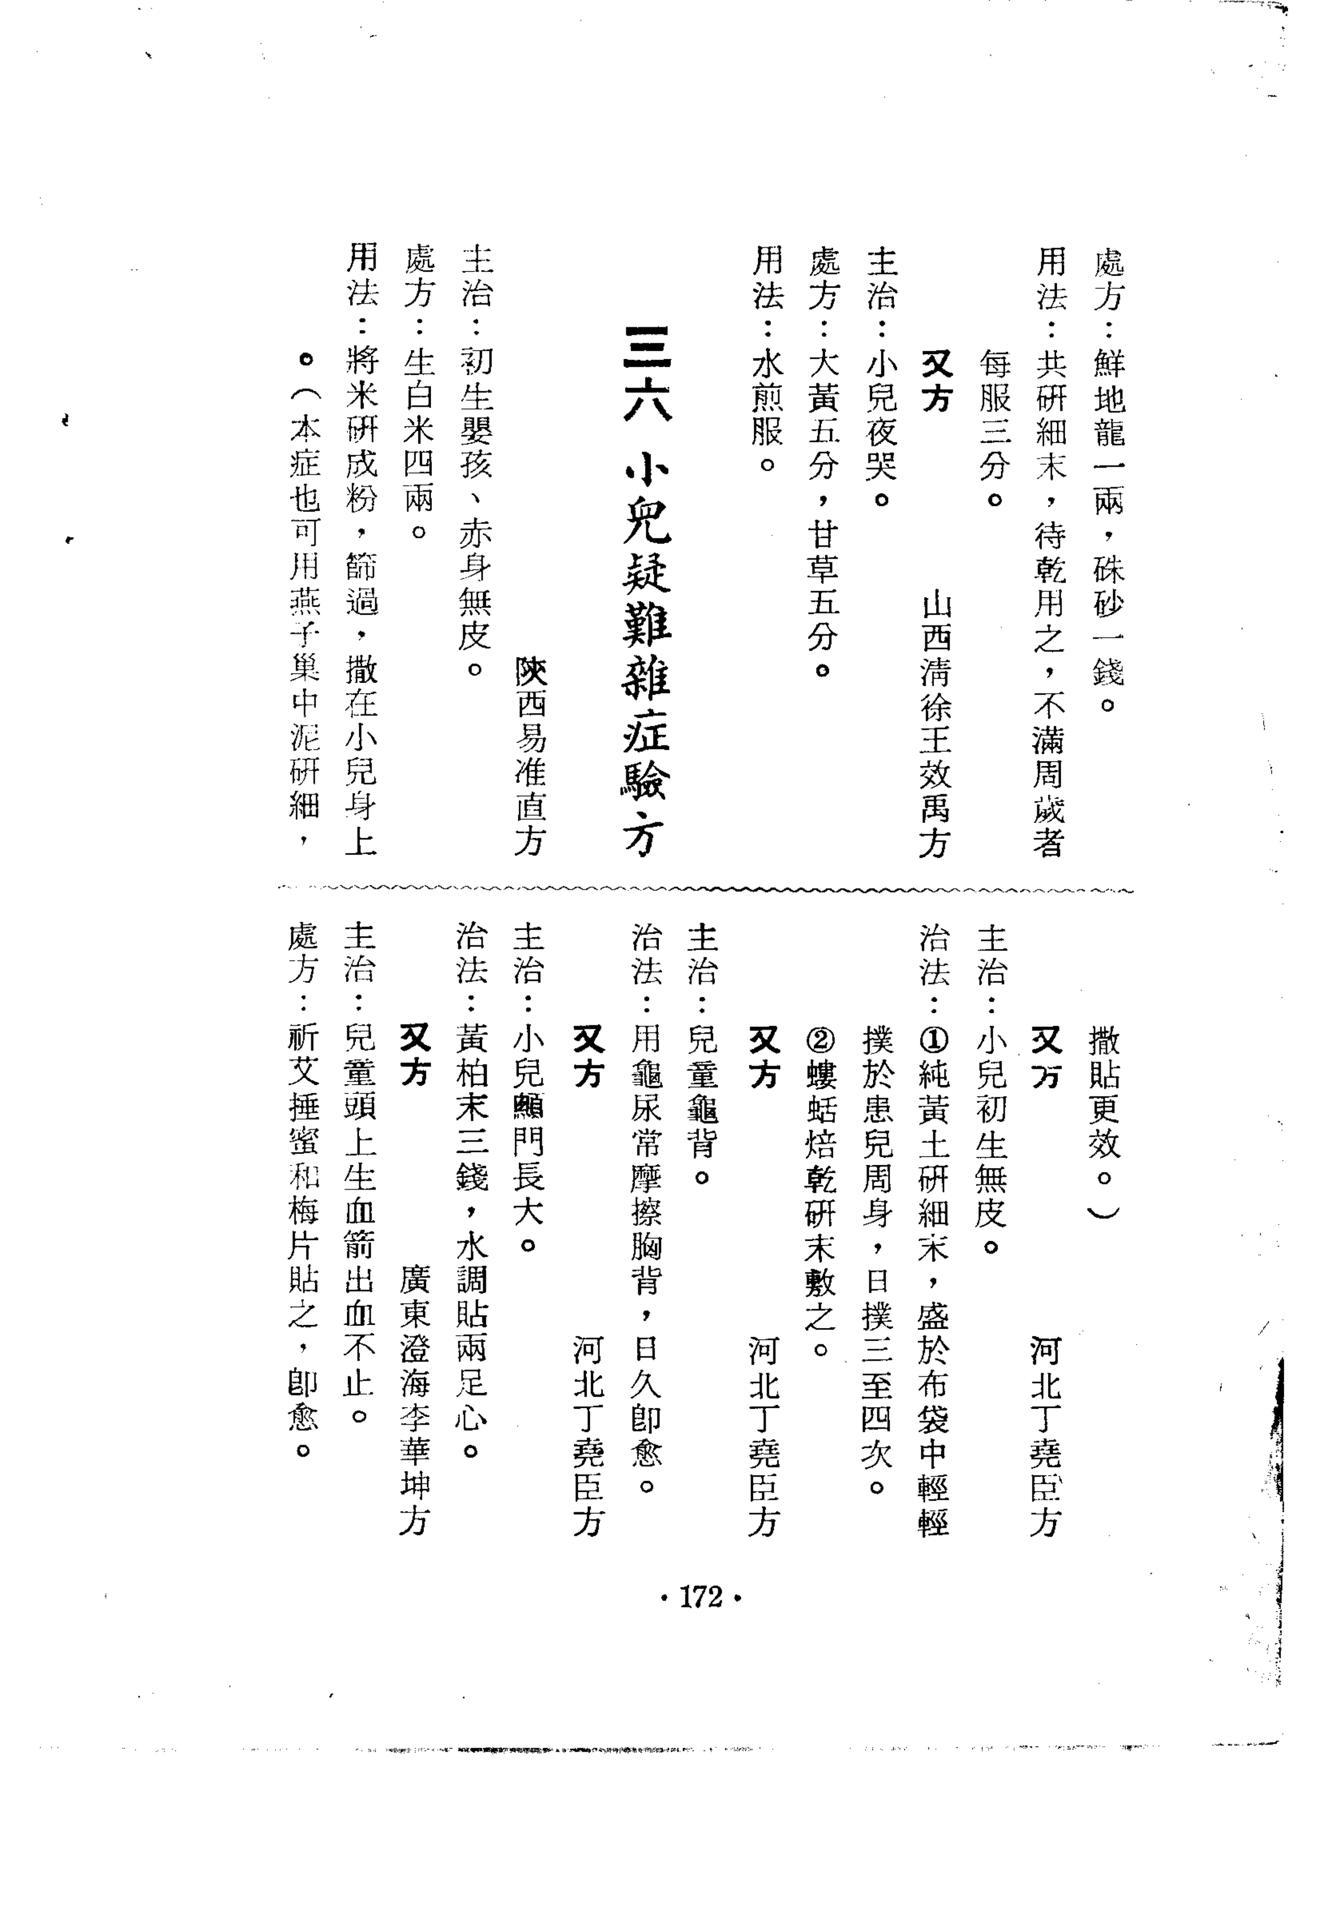 處方：鮮地龍一兩，硃砂一錢。
用法：共研細末，待乾用之，不滿周歲者
每服三分。
又方　山西淸徐王效禹方
主治：小兒夜哭。
處方：大黃五分，甘草五分。
用法：水煎服。
三六 小兒疑難雜症驗方
陝西易准直方
主治：初生嬰孩、赤身無皮。
處方：生白米四兩。
用法：將米研成粉，篩過，撒在小兒身上
。（本症也可用燕子巢中泥研細，
撒貼更效。）
又方　河北丁堯臣方
主治：小兒初生無皮。
治法：①純黃土研細末，盛於布袋中輕輕
撲於患兒周身，日撲三至四次。
②螻蛄焙乾研末敷之。
又方　河北丁堯臣方
主治：兒童龜背。
治法：用龜尿常摩擦胸背，日久卽愈。
又方　河北丁堯臣方
主治：小兒顖門長大。
治法：黃柏末三錢，水調貼兩足心。
又方　廣東澄海李華坤方
主治：兒童頭上生血箭出血不止。
處方：祈艾捶蜜和梅片貼之，卽愈。
·172·